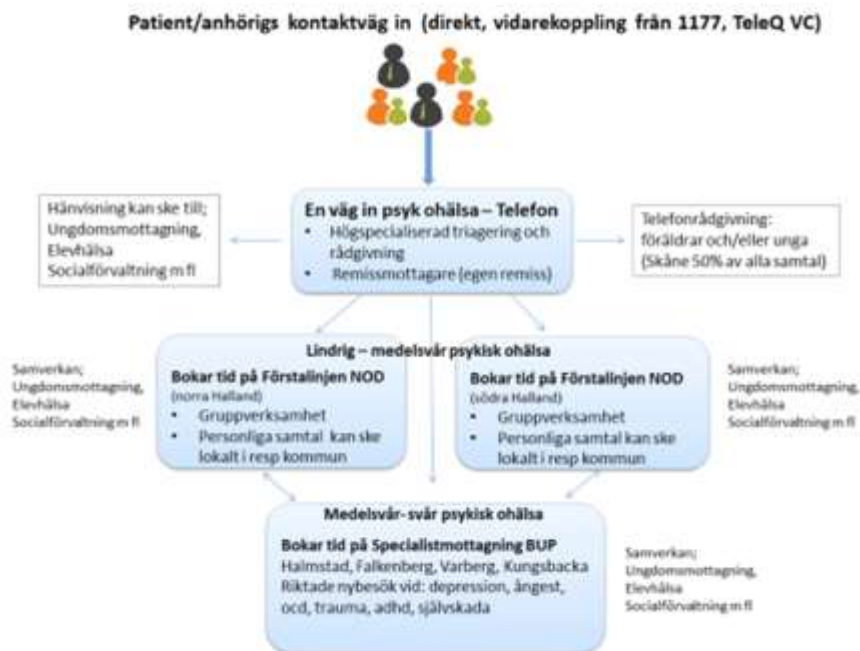 Patient/anhörigs kontaktväg in (direkt, vidarekoppling från 1177, TeleQ VC)
Hänvisning kan ske till;
Ungdomsmottagning,
Elevhälsa
Socialförvaltning m fl
En väg in psyk ohälsa – Telefon
• Högspecialiserad triagering och
rådgivning
• Remissmottagare (egen remiss)
Telefonrådgivning:
föräldrar och/eller unga
(Skåne 50% av alla samtal)
Lindrig – medelsvår psykisk ohälsa
Samverkan;
Ungdomsmottagning,
Elevhälsa
Socialförvaltning m fl
Bokar tid på Förstalinjen NOD
(norra Halland)
• Gruppverksamhet
• Personliga samtal kan ske
lokalt i resp kommun
Bokar tid på Förstalinjen NOD
(södra Halland)
• Gruppverksamhet
• Personliga samtal kan ske
lokalt i resp kommun
Samverkan;
Ungdomsmottagning,
Elevhälsa
Socialförvaltning m fl
Medelsvår- svår psykisk ohälsa
Bokar tid på Specialistmottagning BUP
Halmstad, Falkenberg, Varberg, Kungsbacka
Riktade nybesök vid: depression, ångest,
ocd, trauma, adhd, självskada
Samverkan;
Ungdomsmottagning,
Elevhälsa
Socialförvaltning m fl